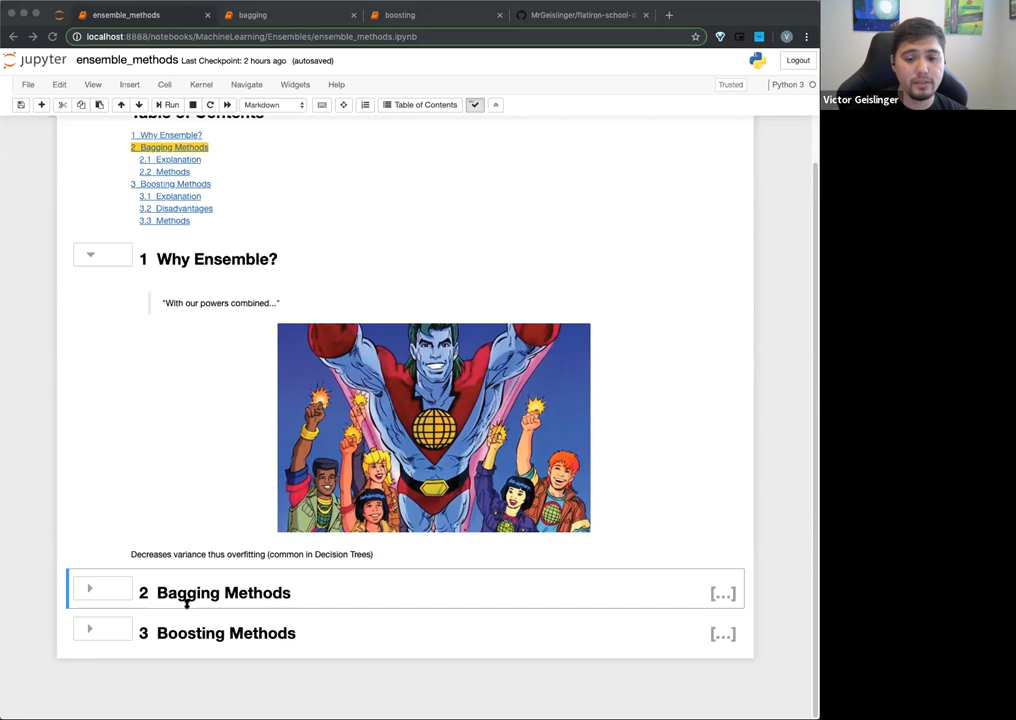 ensemble_methods
bagging
boosting
MrGeislinger/flatiron-school-d
localhost:8888/notebooks/MachineLearning/Ensembles/ensemble_methods.ipynb
V
jupyter ensemble_methods Last Checkpoint: 2 hours ago (autosaved)
Logout
File Edit View Insert Cell Kernel Navigate Widgets Help
Trusted
Python 3
Run
Markdown
Table of Contents
Table of Contents
1 Why Ensemble?
2 Bagging Methods
2.1 Explanation
2.2 Methods
3 Boosting Methods
3.1 Explanation
3.2 Disadvantages
3.3 Methods
1 Why Ensemble?
"With our powers combined..."
Decreases variance thus overfitting (common in Decision Trees)
2 Bagging Methods
[...]
3 Boosting Methods
[...]
Victor Geislinger